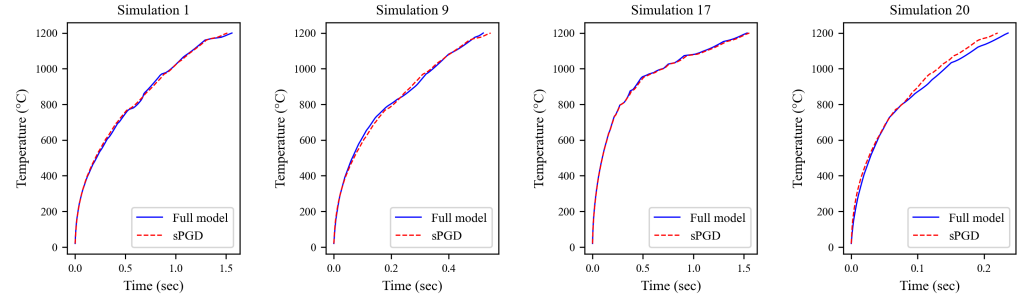 Simulation 1
Temperature (°C)
1200
1000
800
600
400
200
0
Full model
sPGD
0.0
0.5
1.0
1.5
Time (sec)
Simulation 9
Temperature (°C)
1200
1000
800
600
400
200
0
Full model
sPGD
0.0
0.2
0.4
Time (sec)
Simulation 17
Temperature (°C)
1200
1000
800
600
400
200
0
Full model
sPGD
0.0
0.5
1.0
1.5
Time (sec)
Simulation 20
Temperature (°C)
1200
1000
800
600
400
200
0
Full model
sPGD
0.0
0.1
0.2
Time (sec)